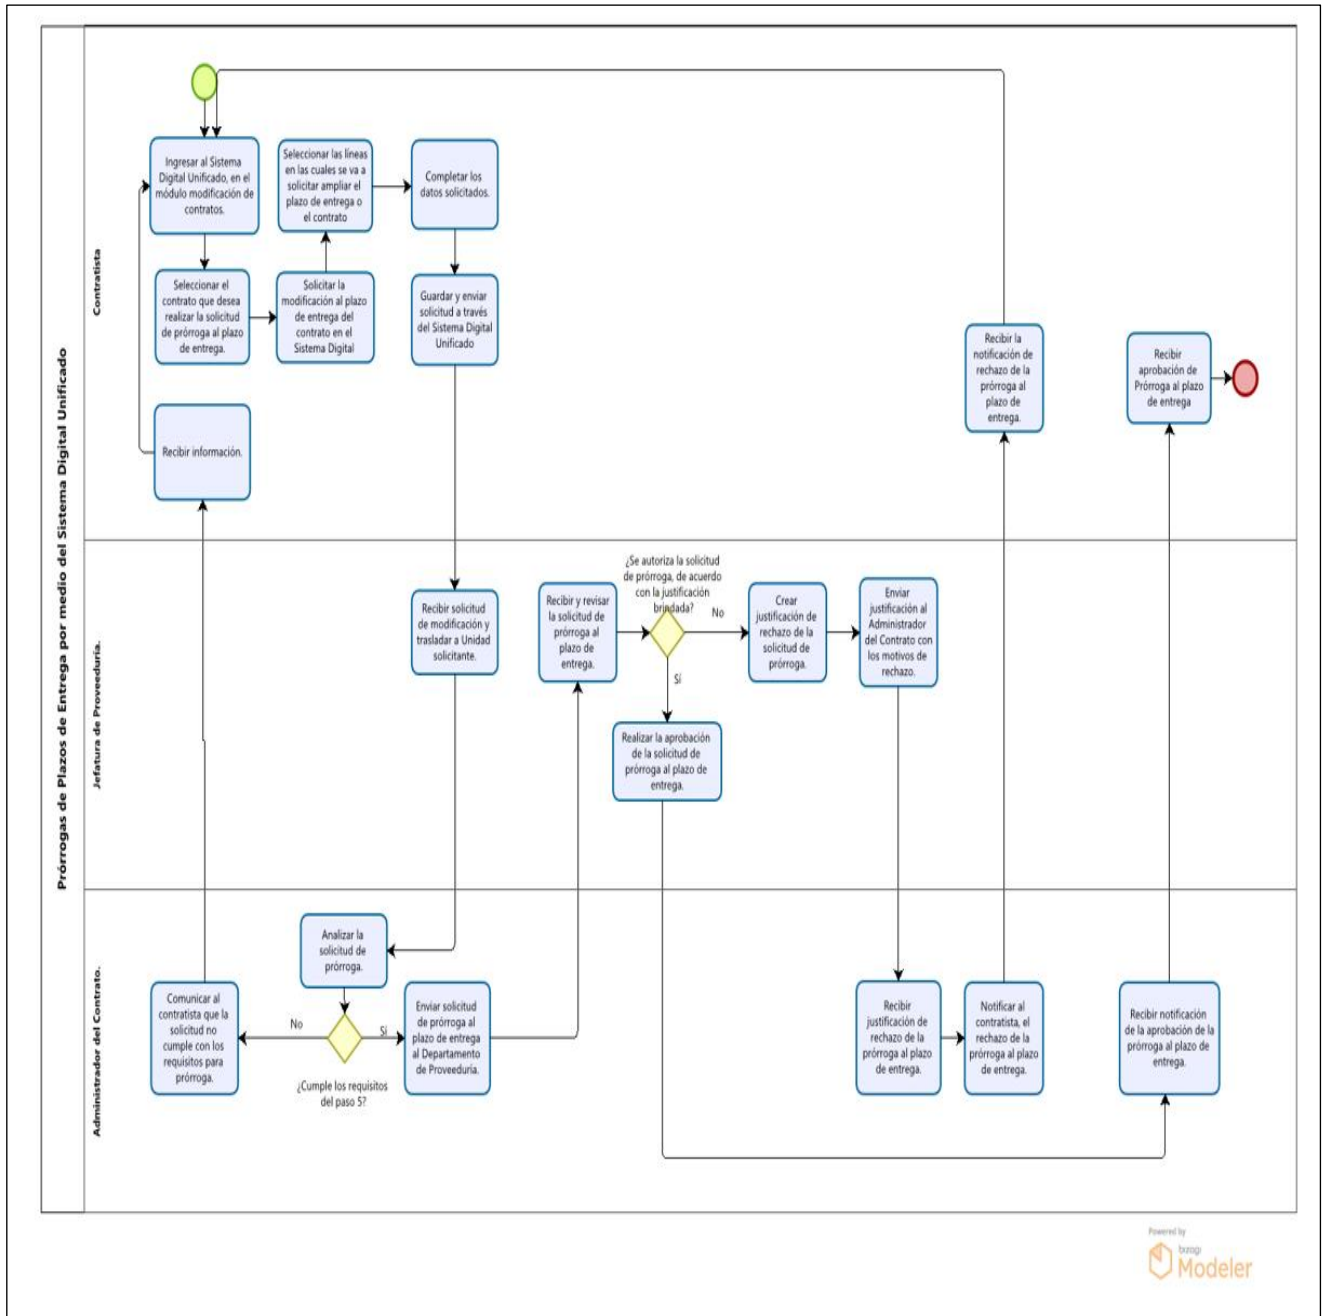 Prórrogas de Plazos de Entrega por medio del Sistema Digital Unificado
Contratista
Ingresar al Sistema
Digital Unificado, en el
módulo modificación de
contratos.
Seleccionar el
contrato que desea
realizar la solicitud
de prórroga al plazo
de entrega.
Solicitar la
modificación al plazo
de entrega del
contrato en el
Sistema Digital
Seleccionar las líneas
en las cuales se va a
solicitar ampliar el
plazo de entrega o
el contrato
Completar los
datos solicitados.
Guardar y enviar
solicitud a través
del Sistema Digital
Unificado
Recibir información.
Recibir la
notificación de
rechazo de la
prórroga al
plazo de
entrega.
Recibir
aprobación de
Prórroga al plazo
de entrega
Jefatura de Proveeduría.
Recibir solicitud
de modificación y
trasladar a Unidad
solicitante.
Recibir y revisar
la solicitud de
prórroga al
plazo de
entrega.
¿Se autoriza la solicitud
de prórroga, de acuerdo
con la justificación
brindada?
No
Sí
Crear
justificación de
rechazo de la
solicitud de
prórroga.
Enviar
justificación al
Administrador
del Contrato con
los motivos de
rechazo.
Realizar la aprobación
de la solicitud de
prórroga al plazo de
entrega.
Administrador del Contrato.
Analizar la
solicitud de
prórroga.
Comunicar al
contratista que la
solicitud no
cumple con los
requisitos para
prórroga.
No
Sí
¿Cumple los requisitos
del paso 5?
Enviar solicitud
de prórroga al
plazo de entrega
al Departamento
de Proveeduría.
Recibir
justificación de
rechazo de la
prórroga al plazo
de entrega.
Notificar al
contratista, el
rechazo de la
prórroga al plazo
de entrega.
Recibir notificación
de la aprobación de la
prórroga al plazo de
entrega.
Powered by
bizagi
Modeler